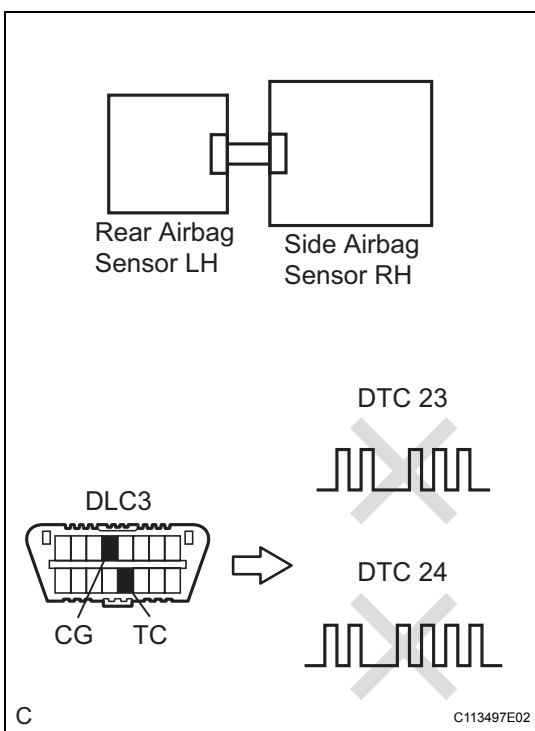 Rear Airbag
Sensor LH
Side Airbag
Sensor RH
DTC 23
DLC3
DTC 24
CG
TC
C
C113497E02